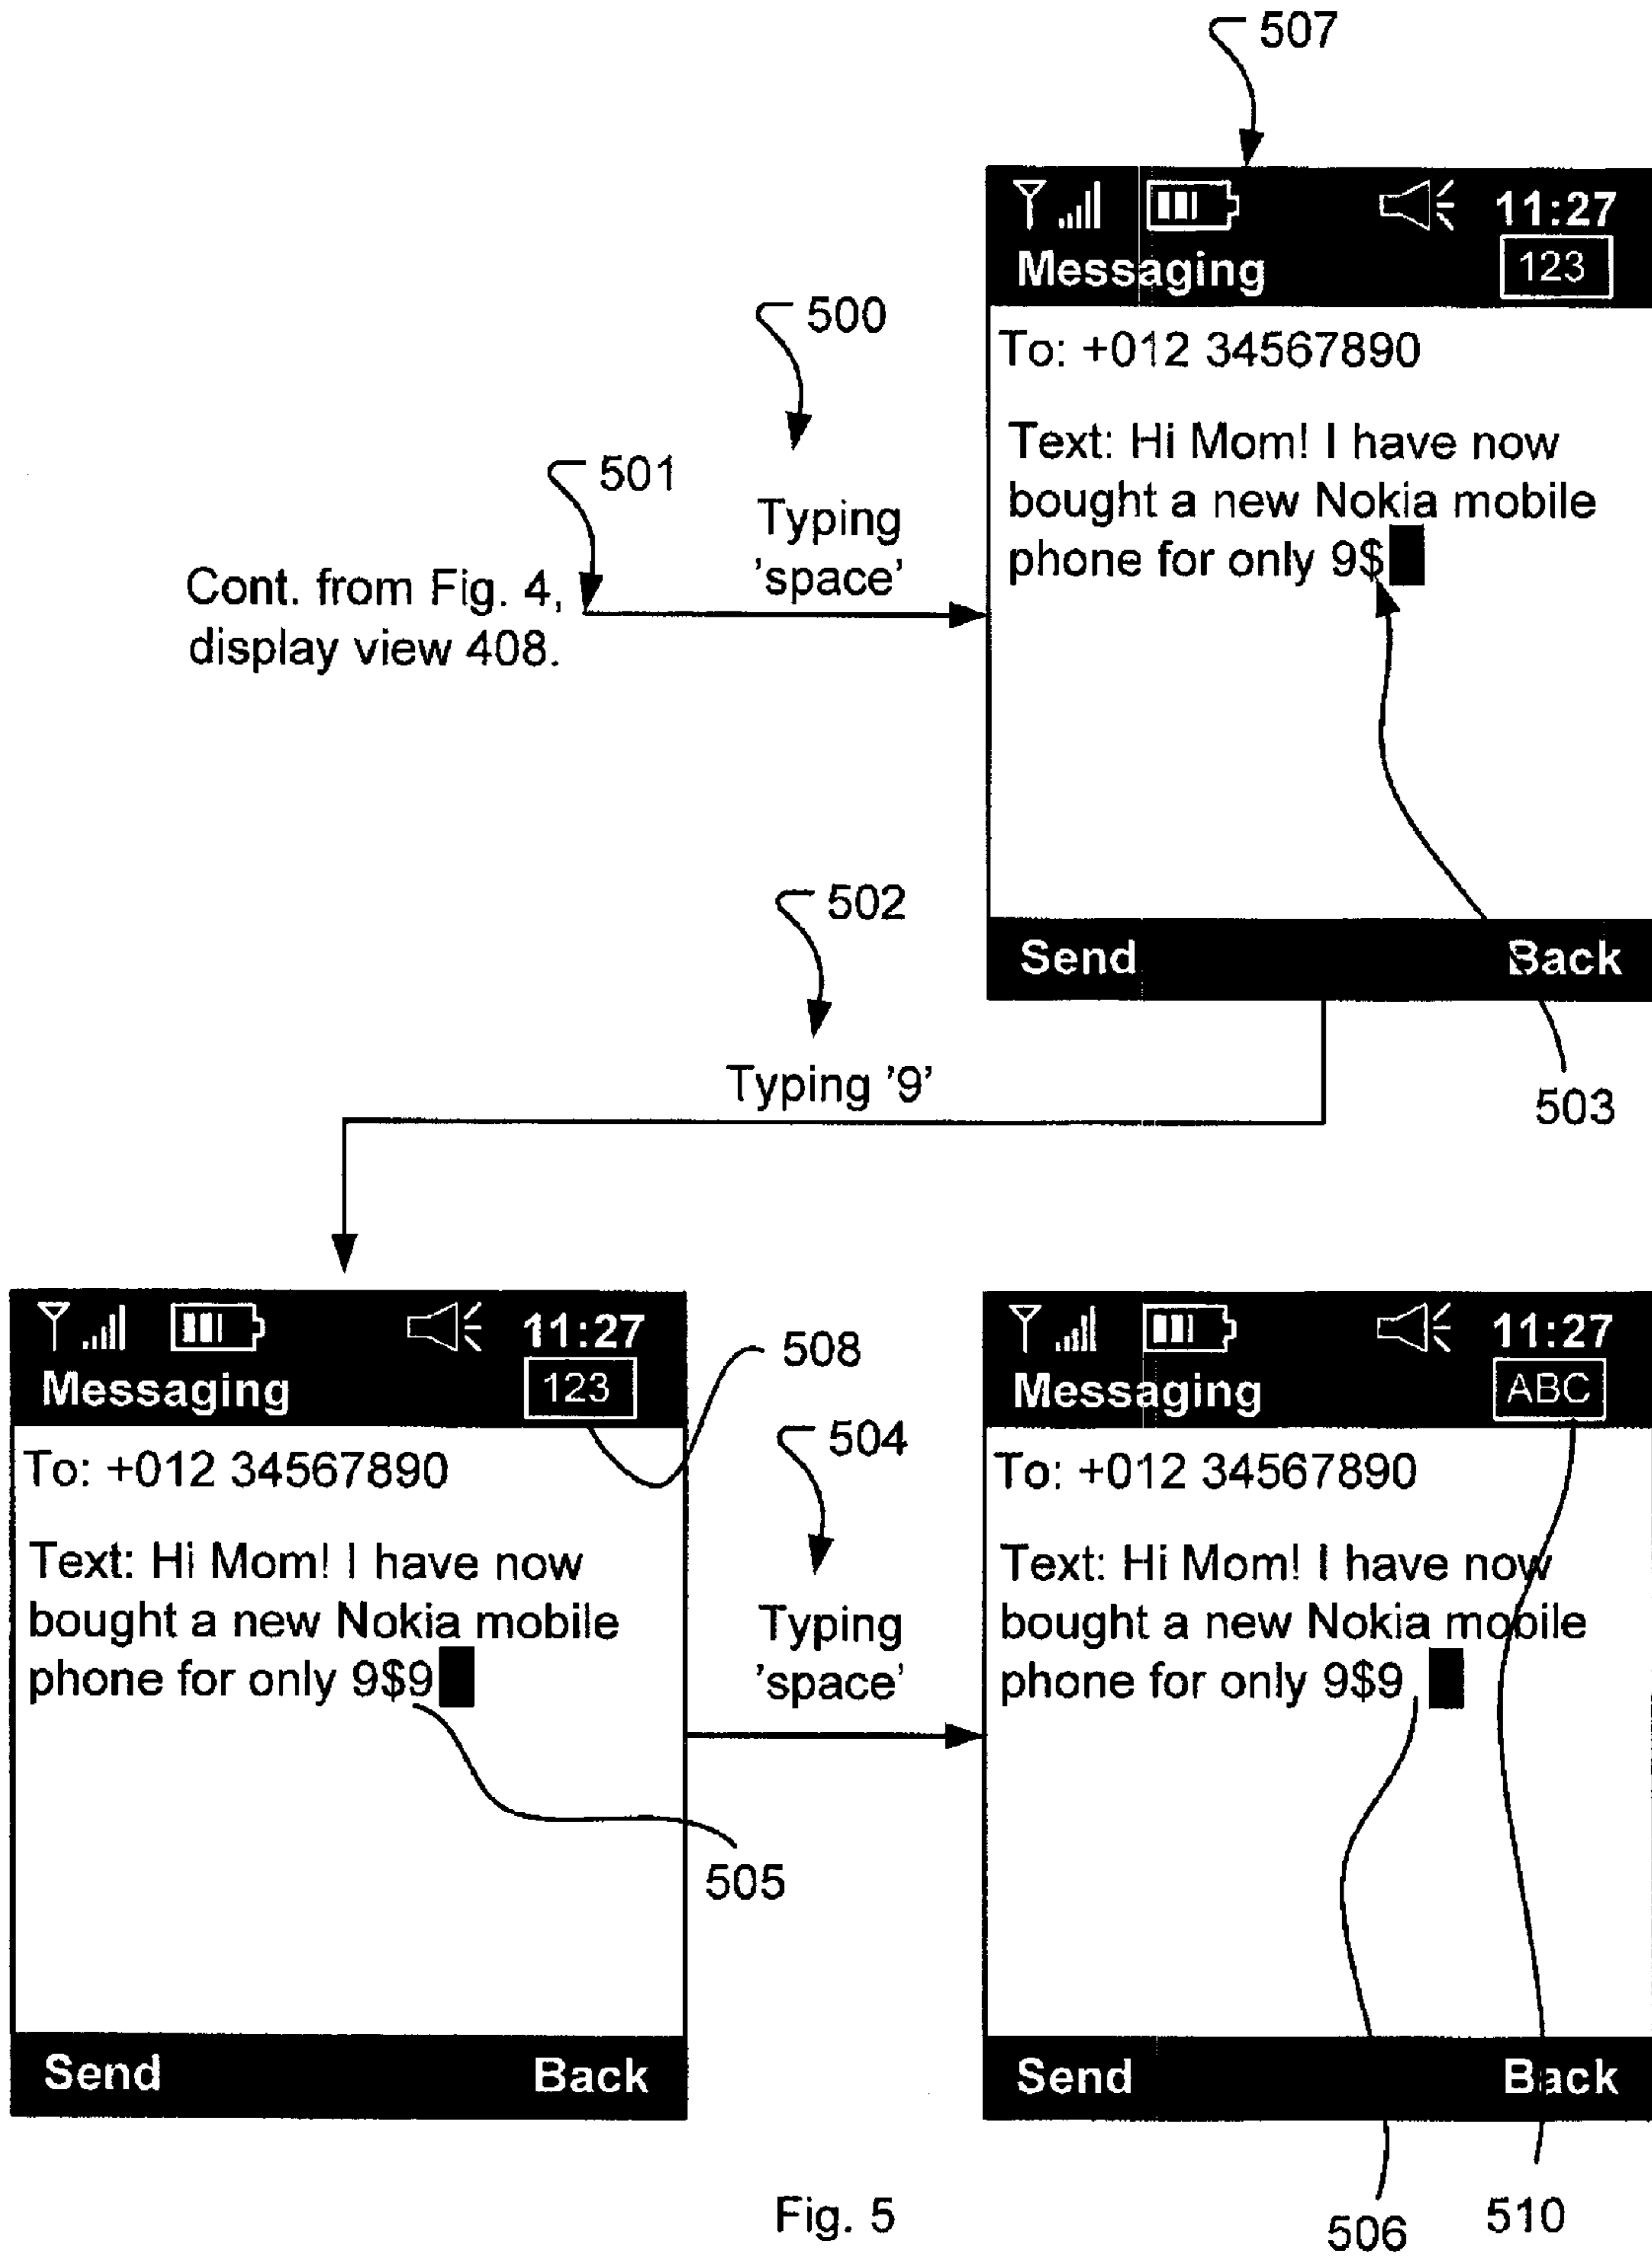 507
11:27
Messaging 123
500
To: +012 34567890
Text: Hi Mom! I have now
bought a new Nokia mobile
phone for only 9$
501
Typing
'space'
Cont. from Fig. 4,
display view 408.
502
Send Back
Typing '9'
503
11:27
Messaging 123
508
To: +012 34567890
Text: Hi Mom! I have now
bought a new Nokia mobile
phone for only 9$9
504
Typing
'space'
505
Send Back
11:27
Messaging ABC
To: +012 34567890
Text: Hi Mom! I have now
bought a new Nokia mobile
phone for only 9$9
Send Back
506
510
Fig. 5